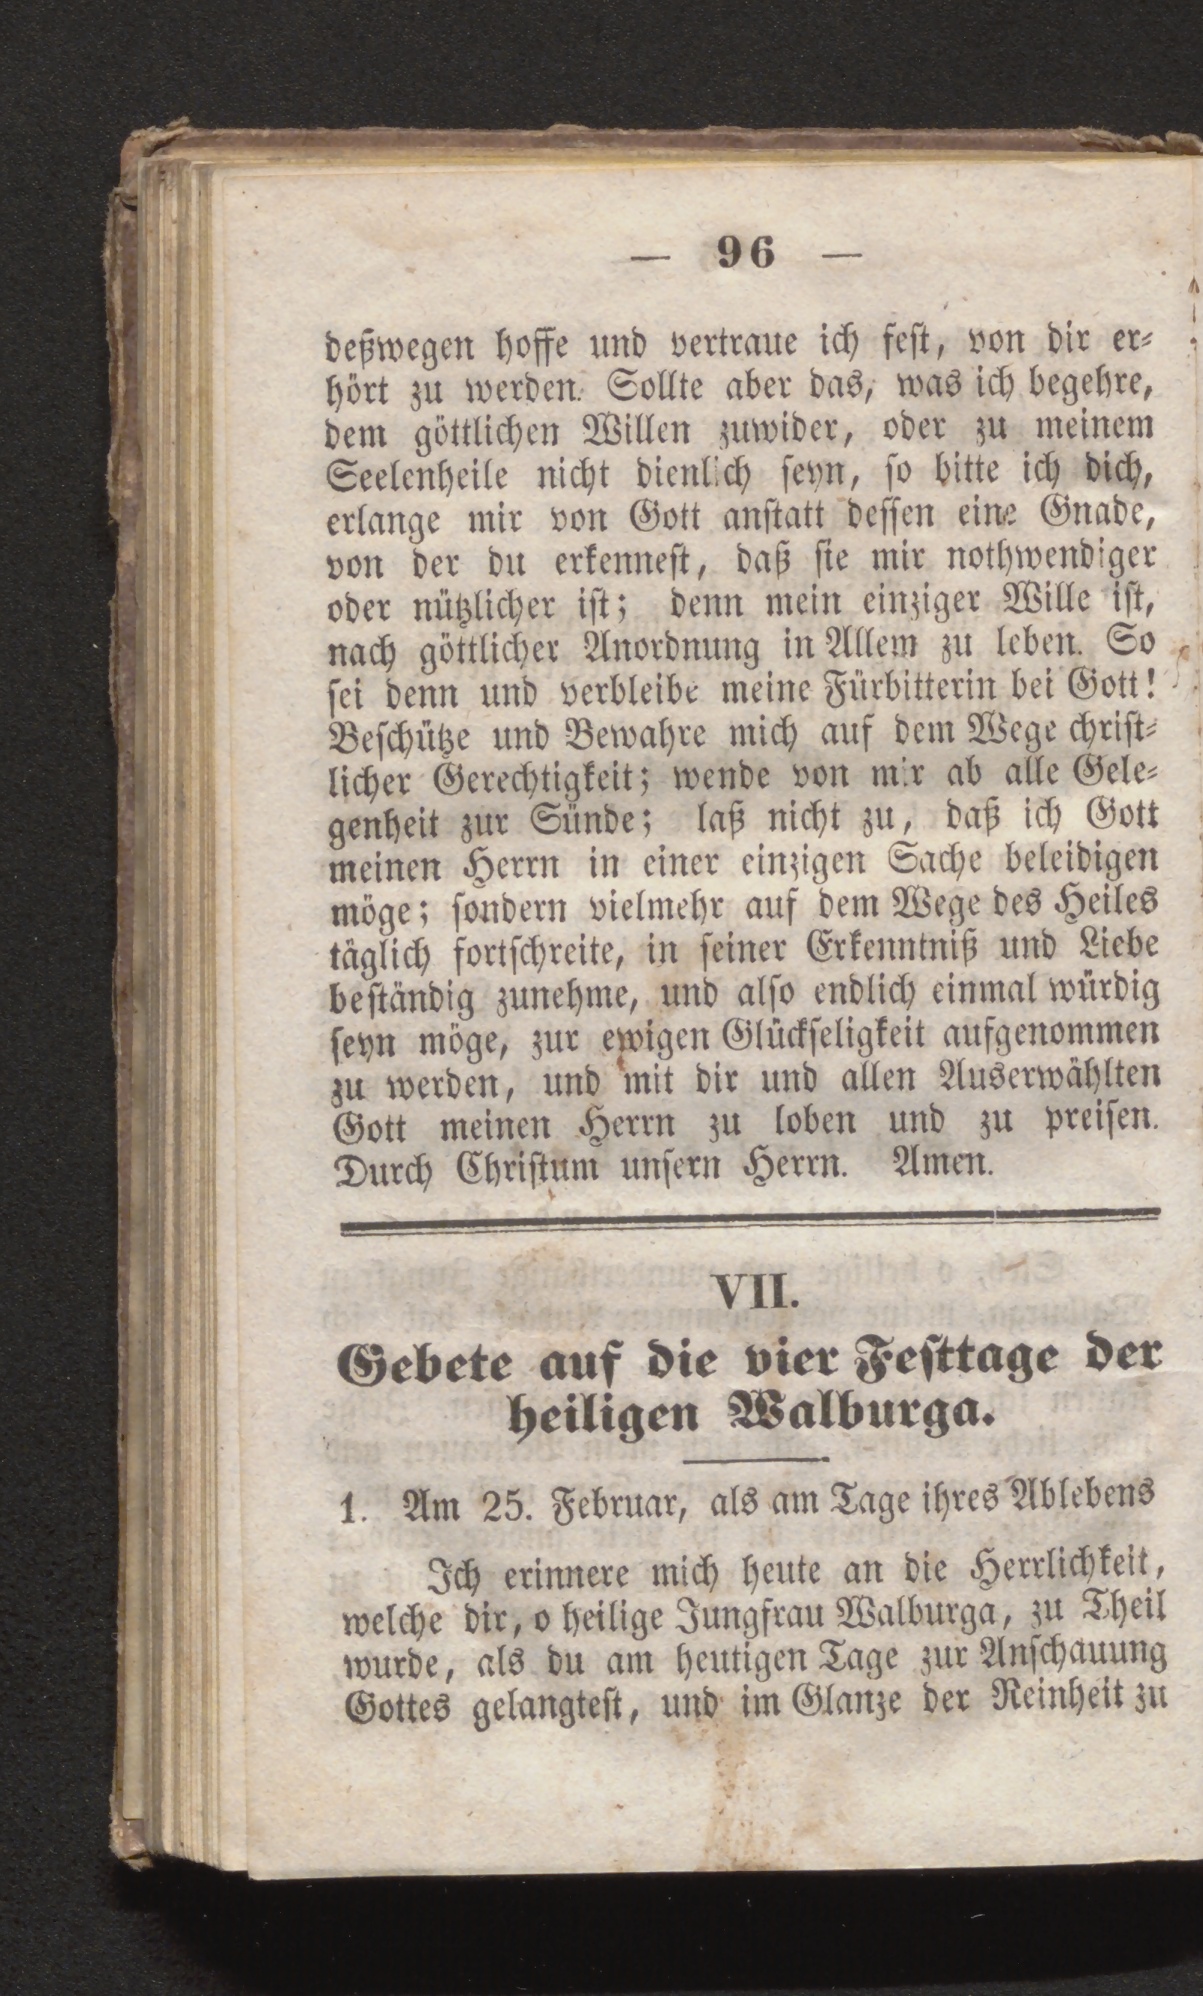 — 96 —
deßwegen hoffe und vertraue ich fest, von dir er-
hört zu werden. Sollte aber das, was ich begehre,
dem göttlichen Willen zuwider, oder zu meinem
Seelenheile nicht dienlich seyn, so bitte ich dich,
erlange mir von Gott anstatt dessen eine Gnade,
von der du erkennest, daß sie mir nothwendiger
oder nützlicher ist; denn mein einziger Wille ist,
nach göttlicher Anordnung in Allem zu leben. So
sei denn und verbleibe meine Fürbitterin bei Gott!
Beschütze und Bewahre mich auf dem Wege christ-
licher Gerechtigkeit; wende von mir ab alle Gele-
genheit zur Sünde; laß nicht zu, daß ich Gott
meinen Herrn in einer einzigen Sache beleidigen
möge; sondern vielmehr auf dem Wege des Heiles
täglich fortschreite, in seiner Erkenntniß und Liebe
beständig zunehme, und also endlich einmal würdig
seyn möge, zur ewigen Glückseligkeit aufgenommen
zu werden, und mit dir und allen Auserwählten
Gott meinen Herrn zu loben und zu preisen.
Durch Christum unsern Herrn. Amen.
VII.
Gebete auf die vier Festtage der
heiligen Walburga.
1. Am 25. Februar, als am Tage ihres Ablebens
Ich erinnere mich heute an die Herrlichkeit,
welche dir, o heilige Jungfrau Walburga, zu Theil
wurde, als du am heutigen Tage zur Anschauung
Gottes gelangtest, und im Glanze der Reinheit zu